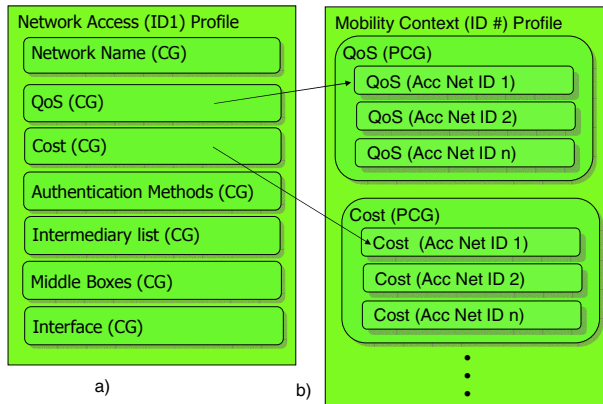 Network Access (ID1) Profile
Network Name (CG)
QoS (CG)
Cost (CG)
Authentication Methods (CG)
Intermediary list (CG)
Middle Boxes (CG)
Interface (CG)
a)
Mobility Context (ID #) Profile
QoS (PCG)
QoS (Acc Net ID 1)
QoS (Acc Net ID 2)
QoS (Acc Net ID n)
Cost (PCG)
Cost (Acc Net ID 1)
Cost (Acc Net ID 2)
Cost (Acc Net ID n)
b)